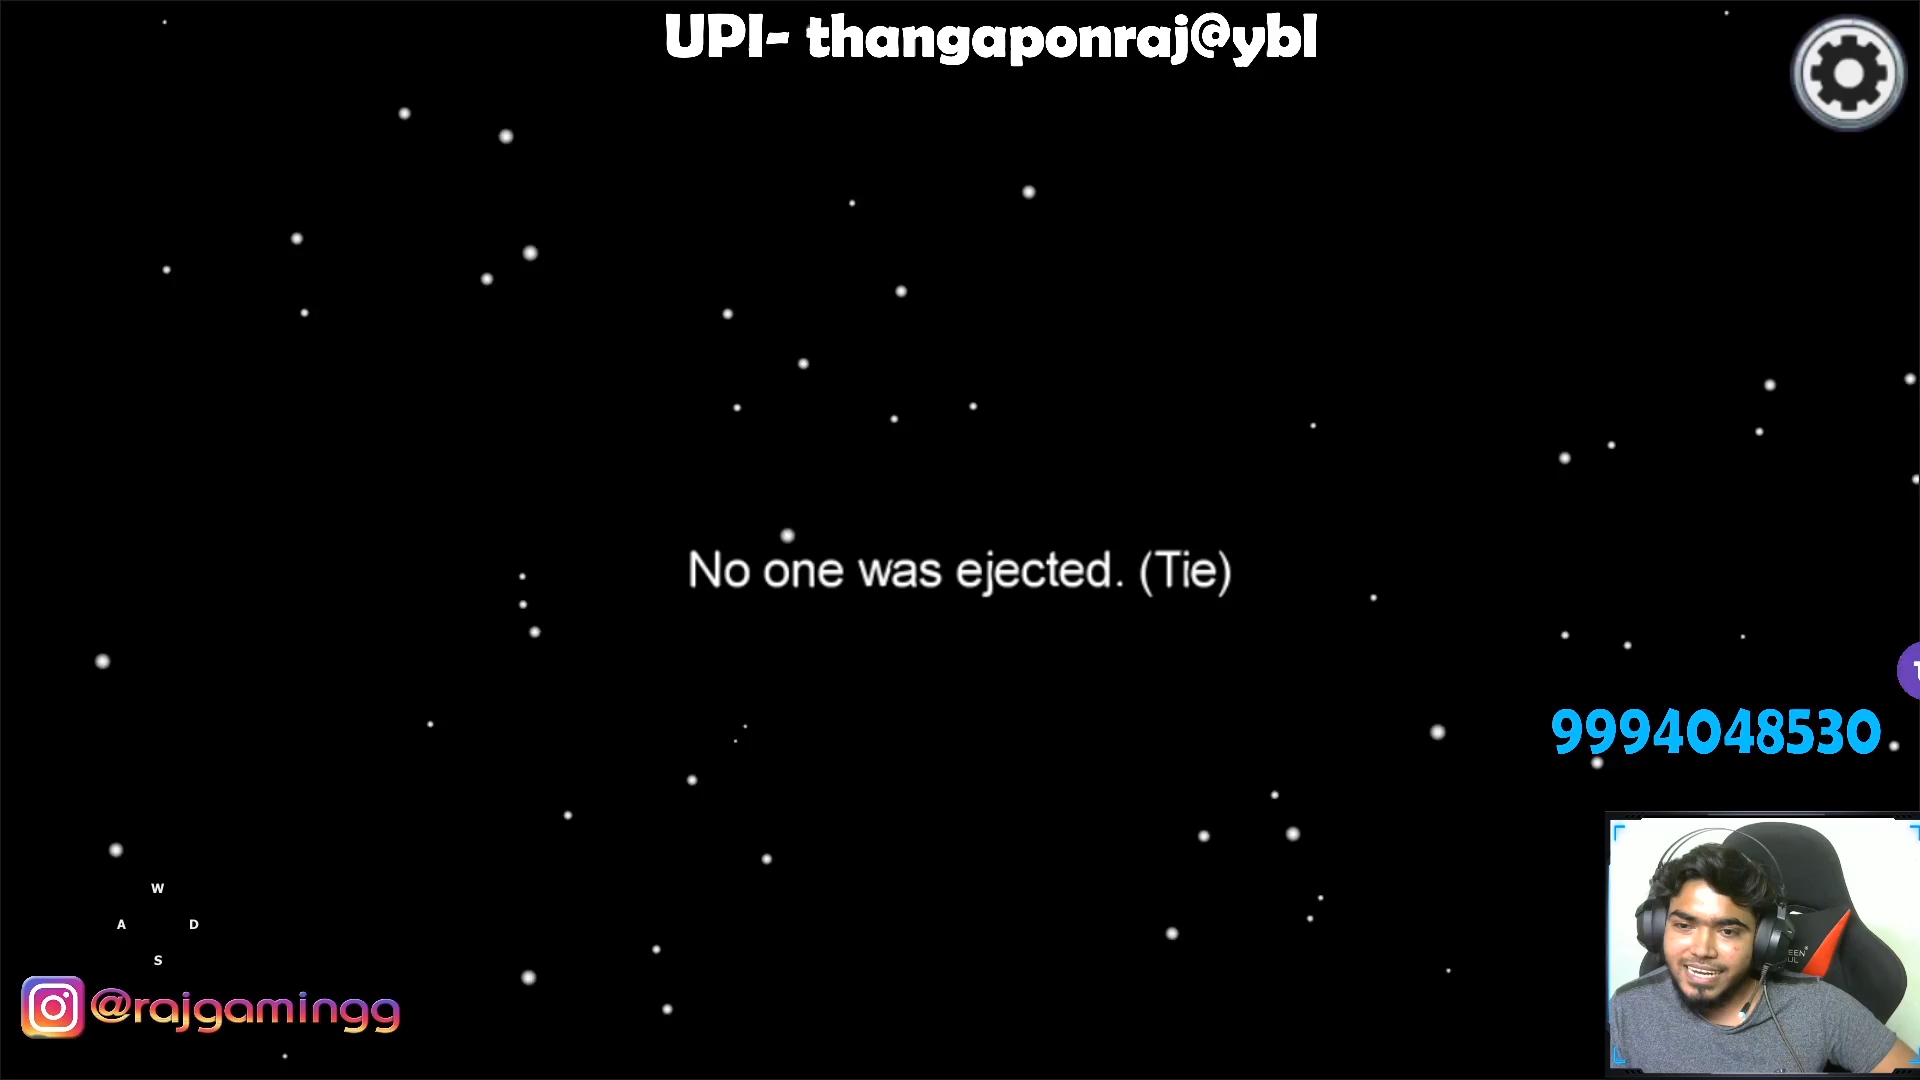 UPI- thangaponraj@ybl
No one was ejected. (Tie)
9994048530
W
A D
S
@rajgamingg